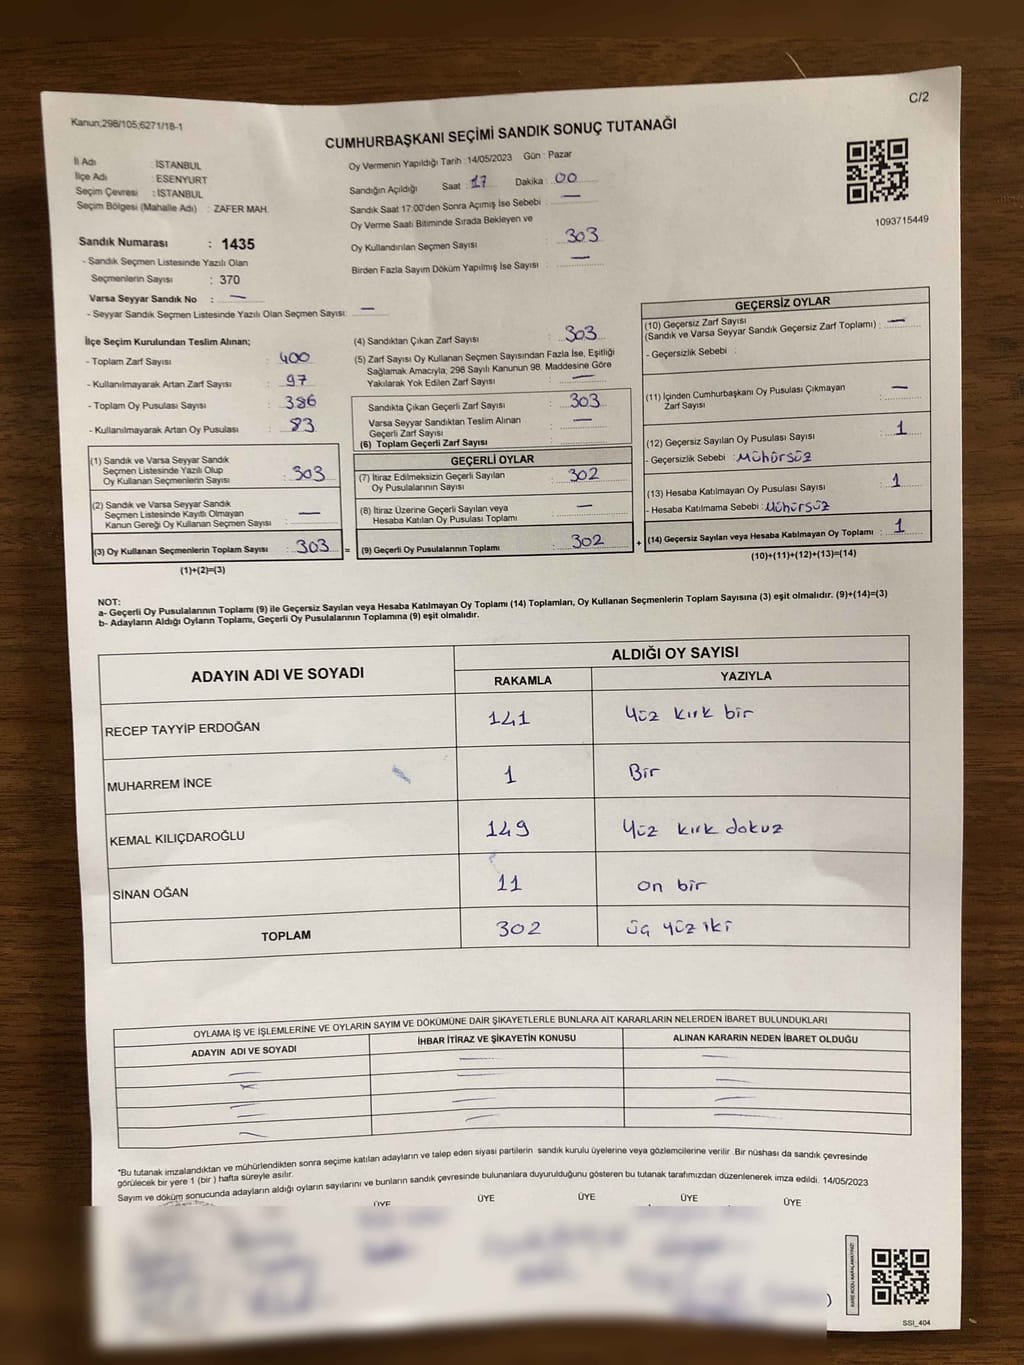 Kanun;298/105;6271/18-1
C/2
CUMHURBAŞKANI SEÇİMİ SANDIK SONUÇ TUTANAĞI
İl Adı : İSTANBUL
İlçe Adı : ESENYURT
Seçim Çevresi : İSTANBUL
Seçim Bölgesi (Mahalle Adı) : ZAFER MAH.
Oy Vermenin Yapıldığı Tarih : 14/05/2023 Gün : Pazar
Sandığın Açıldığı Saat : 17 Dakika : 00
Sandık Saat 17:00'den Sonra Açımış İse Sebebi : —
Oy Verme Saati Bitiminde Sırada Bekleyen ve
Oy Kullandırılan Seçmen Sayısı : 303
Birden Fazla Sayım Döküm Yapılmış İse Sayısı : —
1093715449
Sandık Numarası : 1435
- Sandık Seçmen Listesinde Yazılı Olan
Seçmenlerin Sayısı : 370
Varsa Seyyar Sandık No : —
- Seyyar Sandık Seçmen Listesinde Yazılı Olan Seçmen Sayısı: —
İlçe Seçim Kurulundan Teslim Alınan;
- Toplam Zarf Sayısı : 400
- Kullanılmayarak Artan Zarf Sayısı : 97
- Toplam Oy Pusulası Sayısı : 386
- Kullanılmayarak Artan Oy Pusulası : 83
(1) Sandık ve Varsa Seyyar Sandık
Seçmen Listesinde Yazılı Olup
Oy Kullanan Seçmenlerin Sayısı : 303
(2) Sandık ve Varsa Seyyar Sandık
Seçmen Listesinde Kayıtlı Olmayan
Kanun Gereği Oy Kullanan Seçmen Sayısı : —
(3) Oy Kullanan Seçmenlerin Toplam Sayısı : 303 =
(1)+(2)=(3)
(4) Sandıktan Çıkan Zarf Sayısı : 303
(5) Zarf Sayısı Oy Kullanan Seçmen Sayısından Fazla İse, Eşitliği
Sağlamak Amacıyla; 298 Sayılı Kanunun 98. Maddesine Göre
Yakılarak Yok Edilen Zarf Sayısı : —
Sandıkta Çıkan Geçerli Zarf Sayısı : 303
Varsa Seyyar Sandıktan Teslim Alınan
Geçerli Zarf Sayısı : —
(6) Toplam Geçerli Zarf Sayısı :
GEÇERLİ OYLAR
(7) İtiraz Edilmeksizin Geçerli Sayılan
Oy Pusulalarının Sayısı : 302
(8) İtiraz Üzerine Geçerli Sayılan veya
Hesaba Katılan Oy Pusulası Toplamı : —
(9) Geçerli Oy Pusulalarının Toplamı : 302 +
GEÇERSİZ OYLAR
(10) Geçersiz Zarf Sayısı
(Sandık ve Varsa Seyyar Sandık Geçersiz Zarf Toplamı) : —
- Geçersizlik Sebebi :
(11) İçinden Cumhurbaşkanı Oy Pusulası Çıkmayan
Zarf Sayısı : —
(12) Geçersiz Sayılan Oy Pusulası Sayısı : 1
- Geçersizlik Sebebi : Mühürsüz
(13) Hesaba Katılmayan Oy Pusulası Sayısı : 1
- Hesaba Katılmama Sebebi : Mühürsüz
(14) Geçersiz Sayılan veya Hesaba Katılmayan Oy Toplamı : 1
(10)+(11)+(12)+(13)=(14)
NOT:
a- Geçerli Oy Pusulalarının Toplamı (9) ile Geçersiz Sayılan veya Hesaba Katılmayan Oy Toplamı (14) Toplamları, Oy Kullanan Seçmenlerin Toplam Sayısına (3) eşit olmalıdır. (9)+(14)=(3)
b- Adayların Aldığı Oyların Toplamı, Geçerli Oy Pusulalarının Toplamına (9) eşit olmalıdır.
ADAYIN ADI VE SOYADI ALDIĞI OY SAYISI
RAKAMLA YAZIYLA
RECEP TAYYİP ERDOĞAN 141 Yüz kırk bir
MUHARREM İNCE 1 Bir
KEMAL KILIÇDAROĞLU 149 Yüz kırk dokuz
SİNAN OĞAN 11 on bir
TOPLAM 302 üç yüz iki
OYLAMA İŞ VE İŞLEMLERİNE VE OYLARIN SAYIM VE DÖKÜMÜNE DAİR ŞİKAYETLERLE BUNLARA AİT KARARLARIN NELERDEN İBARET BULUNDUKLARI
ADAYIN ADI VE SOYADI İHBAR İTİRAZ VE ŞİKAYETİN KONUSU ALINAN KARARIN NEDEN İBARET OLDUĞU
*Bu tutanak imzalandıktan ve mühürlendikten sonra seçime katılan adayların ve talep eden siyasi partilerin sandık kurulu üyelerine veya gözlemcilerine verilir .Bir nüshası da sandık çevresinde
görülecek bir yere 1 (bir ) hafta süreyle asılır.
Sayım ve döküm sonucunda adayların aldığı oyların sayılarını ve bunların sandık çevresinde bulunanlara duyurulduğunu gösteren bu tutanak tarafımızdan düzenlenerek imza edildi. 14/05/2023
ÜYE ÜYE ÜYE ÜYE ÜYE
)
KARE KODU KARALAMAYINIZ!
SSI_404